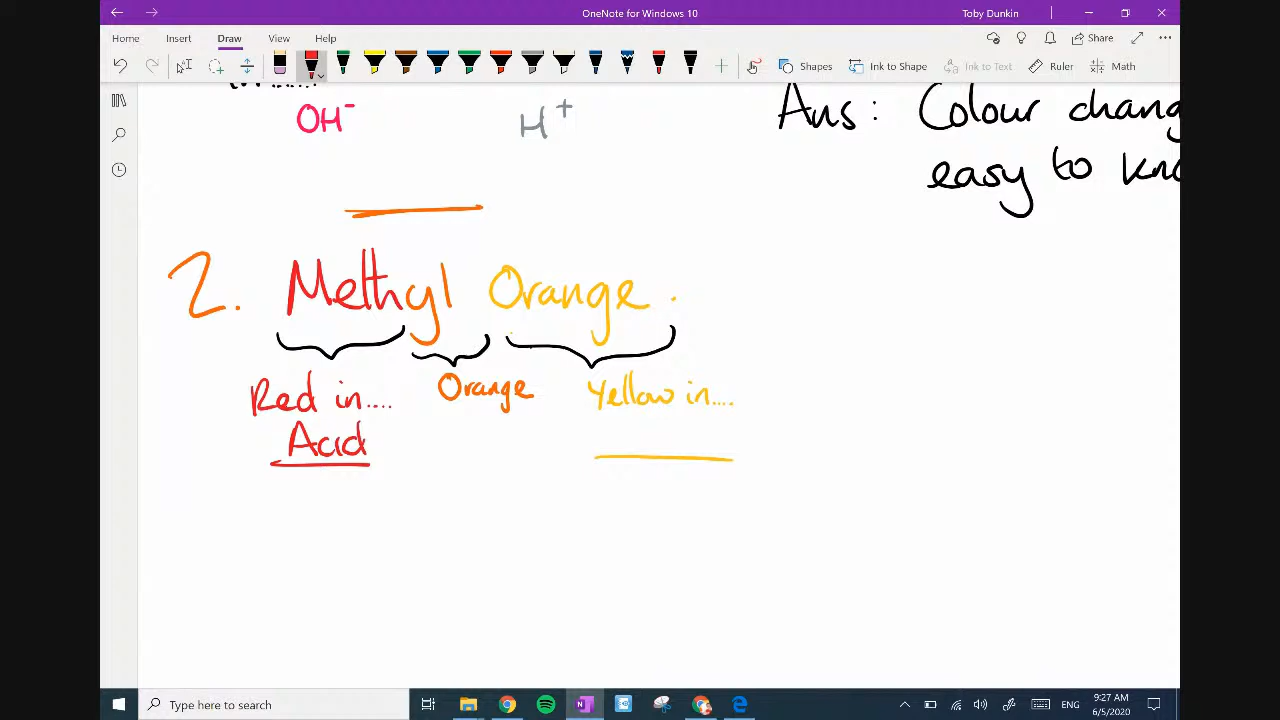 OneNote for Windows 10
Toby Dunkin
Home Insert Draw View Help
Share
Shapes Ink to Shape Ink to Text Ruler Math
OH⁻ H⁺
Ans: Colour chang
easy to kno
2. Methyl Orange.
Red in.... Orange Yellow in....
Acid
Type here to search
ENG
9:27 AM
6/5/2020